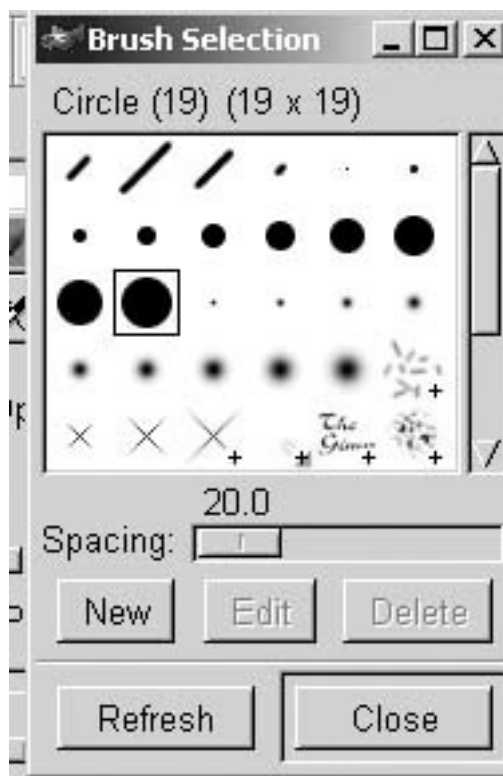 Brush Selection
Circle (19) (19 x 19)
The
Gimp
20.0
Spacing:
New
Edit
Delete
Refresh
Close